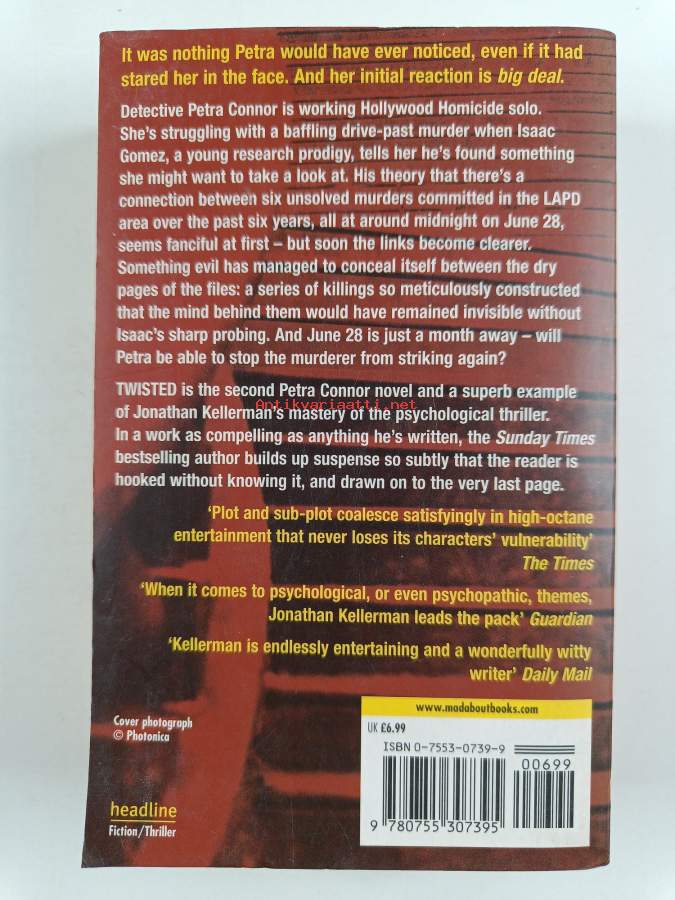 It was nothing Petra would have ever noticed, even if it had
stared her in the face. And her initial reaction is big deal.
Detective Petra Connor is working Hollywood Homicide solo.
She's struggling with a baffling drive-past murder when Isaac
Gomez, a young research prodigy, tells her he's found something
she might want to take a look at. His theory that there's a
connection between six unsolved murders committed in the LAPD
area over the past six years, all at around midnight on June 28,
seems fanciful at first – but soon the links become clearer.
Something evil has managed to conceal itself between the dry
pages of the files: a series of killings so meticulously constructed
that the mind behind them would have remained invisible without
Isaac's sharp probing. And June 28 is just a month away – will
Petra be able to stop the murderer from striking again?
TWISTED is the second Petra Connor novel and a superb example
Antikvariaatti.net
of Jonathan Kellerman's mastery of the psychological thriller.
In a work as compelling as anything he's written, the Sunday Times
bestselling author builds up suspense so subtly that the reader is
hooked without knowing it, and drawn on to the very last page.
'Plot and sub-plot coalesce satisfyingly in high-octane
entertainment that never loses its characters' vulnerability'
The Times
'When it comes to psychological, or even psychopathic, themes,
Jonathan Kellerman leads the pack' Guardian
'Kellerman is endlessly entertaining and a wonderfully witty
writer' Daily Mail
Cover photograph
© Photonica
headline
Fiction/Thriller
www.madaboutbooks.com
UK £6.99
ISBN 0-7553-0739-9
00699
9 780755 307395